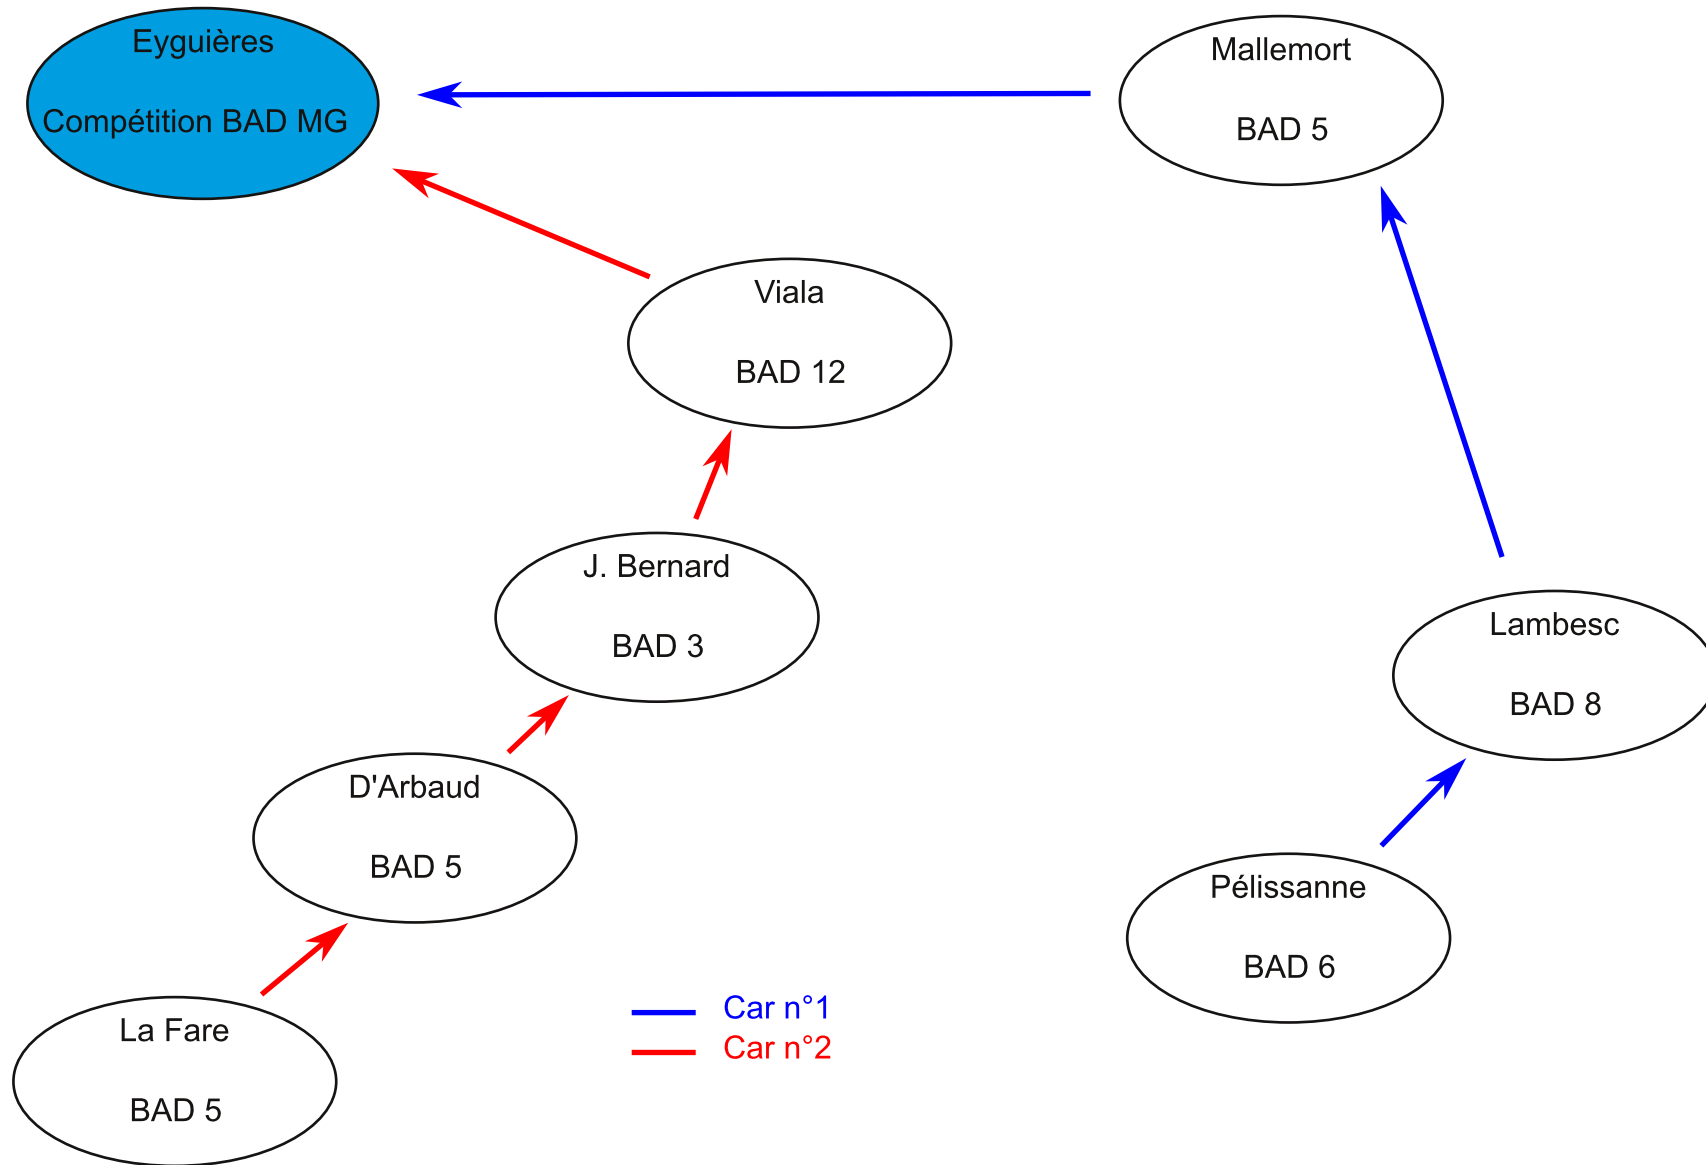 Eyguières
Compétition BAD MG
Mallemort
BAD 5
Viala
BAD 12
J. Bernard
BAD 3
Lambesc
BAD 8
D'Arbaud
BAD 5
Pélissanne
BAD 6
La Fare
BAD 5
Car n°1
Car n°2